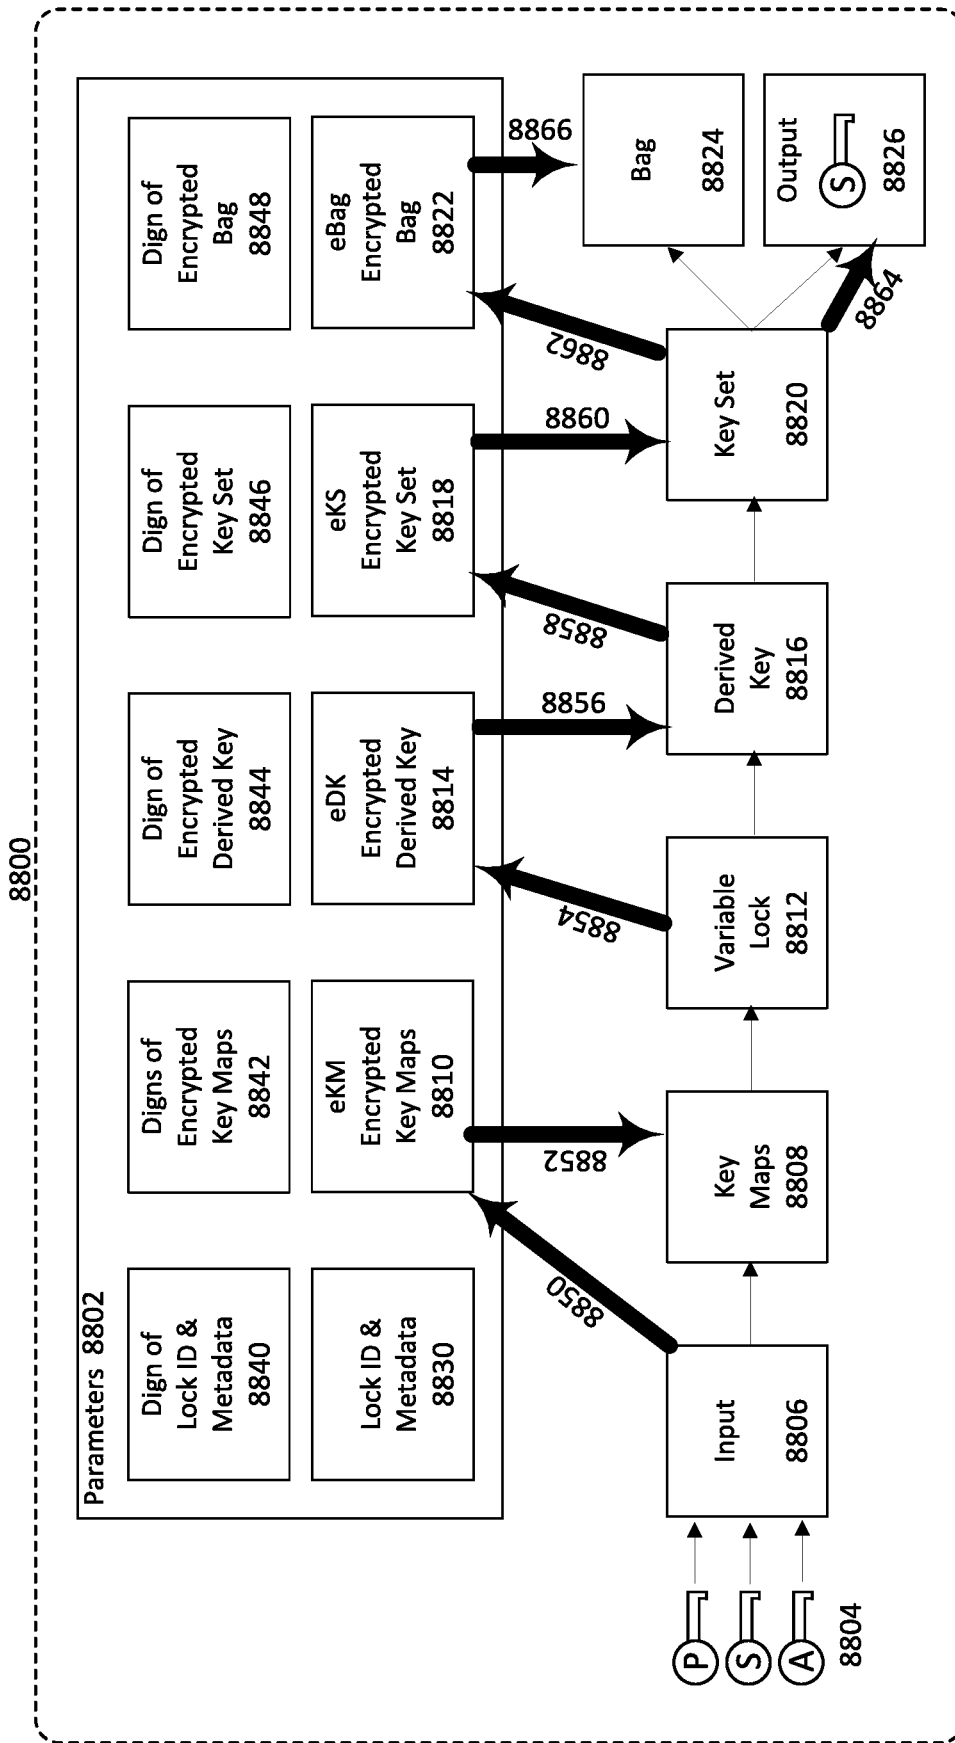 8800
Parameters 8802
Dign of
Lock ID &
Metadata
8840
Digns of
Encrypted
Key Maps
8842
Dign of
Encrypted
Derived Key
8844
Dign of
Encrypted
Key Set
8846
Dign of
Encrypted
Bag
8848
Lock ID &
Metadata
8830
eKM
Encrypted
Key Maps
8810
eDK
Encrypted
Derived Key
8814
eKS
Encrypted
Key Set
8818
eBag
Encrypted
Bag
8822
8850
8852
8854
8856
8858
8860
8862
8866
8864
P
S
A
8804
Input
8806
Key
Maps
8808
Variable
Lock
8812
Derived
Key
8816
Key Set
8820
Bag
8824
Output
S
8826